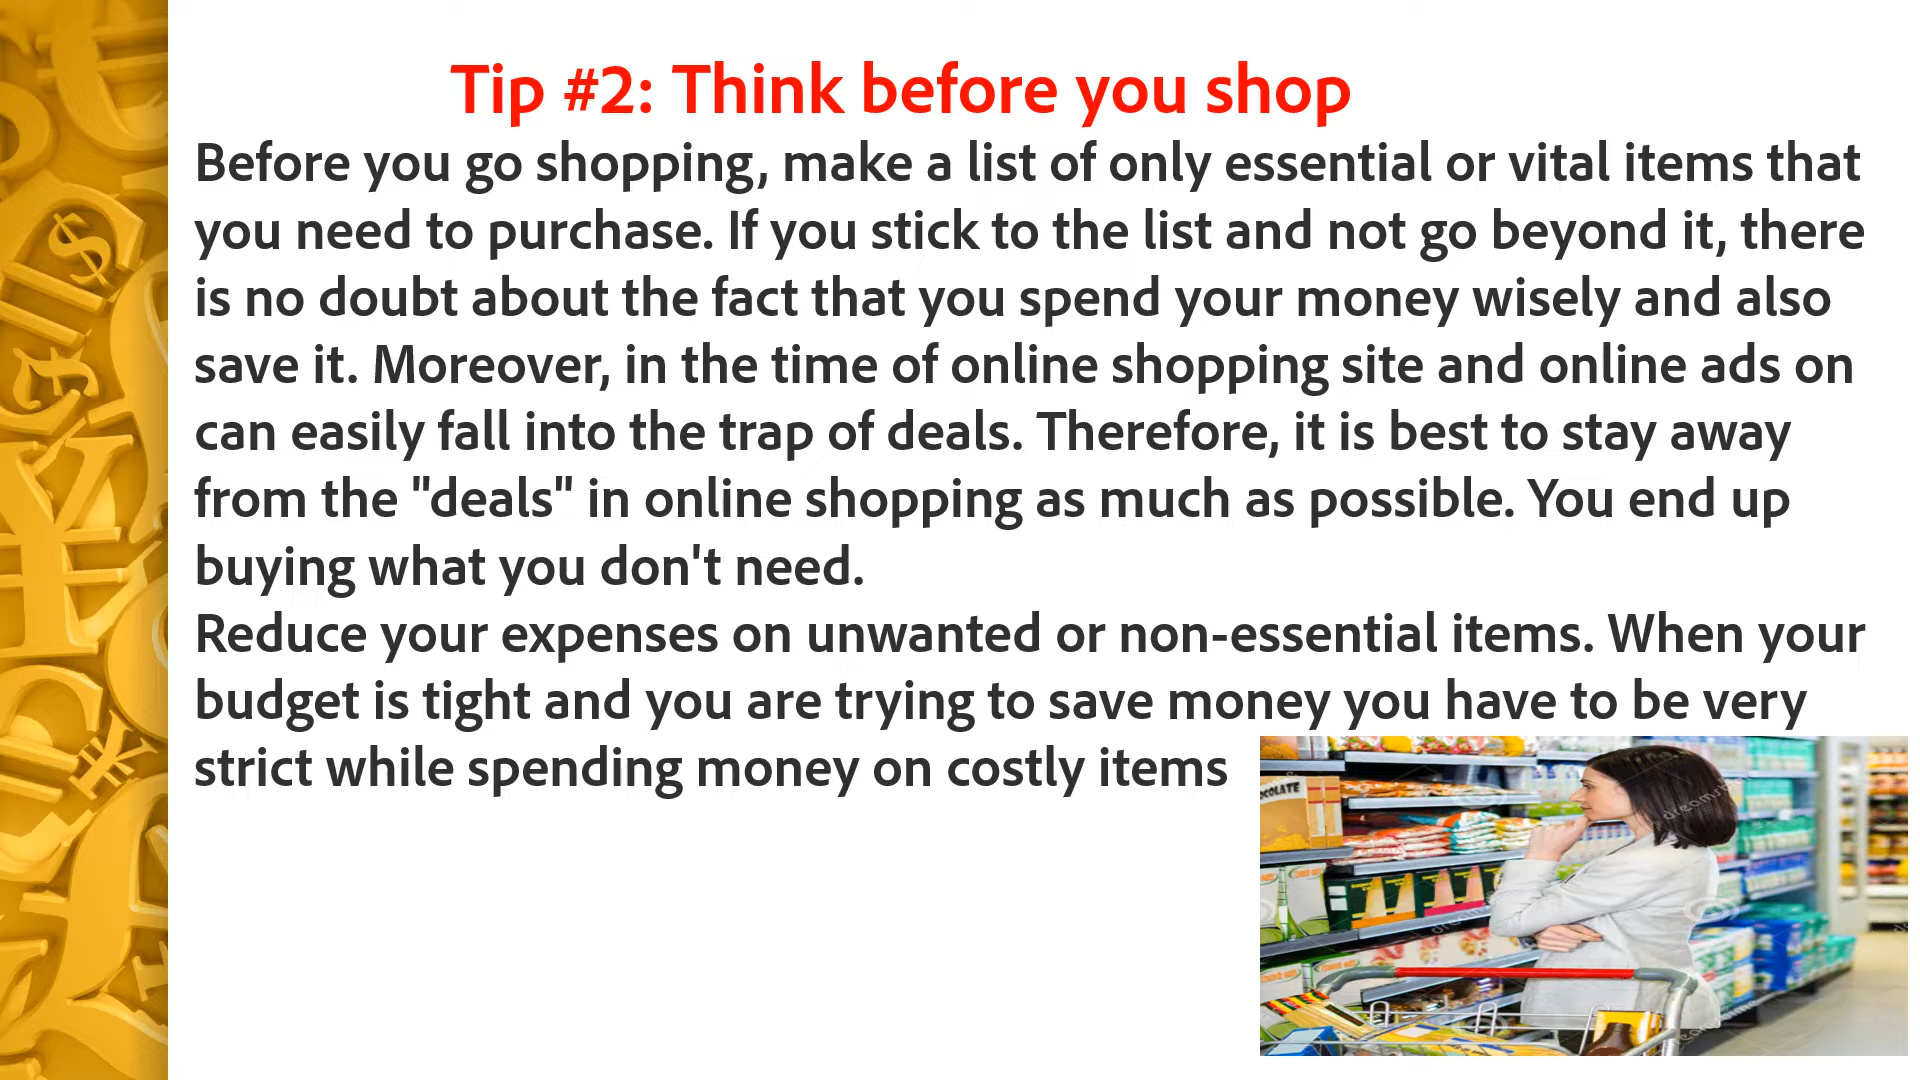 Tip #2: Think before you shop
Before you go shopping, make a list of only essential or vital items that
you need to purchase. If you stick to the list and not go beyond it, there
is no doubt about the fact that you spend your money wisely and also
save it. Moreover, in the time of online shopping site and online ads on
can easily fall into the trap of deals. Therefore, it is best to stay away
from the "deals" in online shopping as much as possible. You end up
buying what you don't need.
Reduce your expenses on unwanted or non-essential items. When your
budget is tight and you are trying to save money you have to be very
strict while spending money on costly items